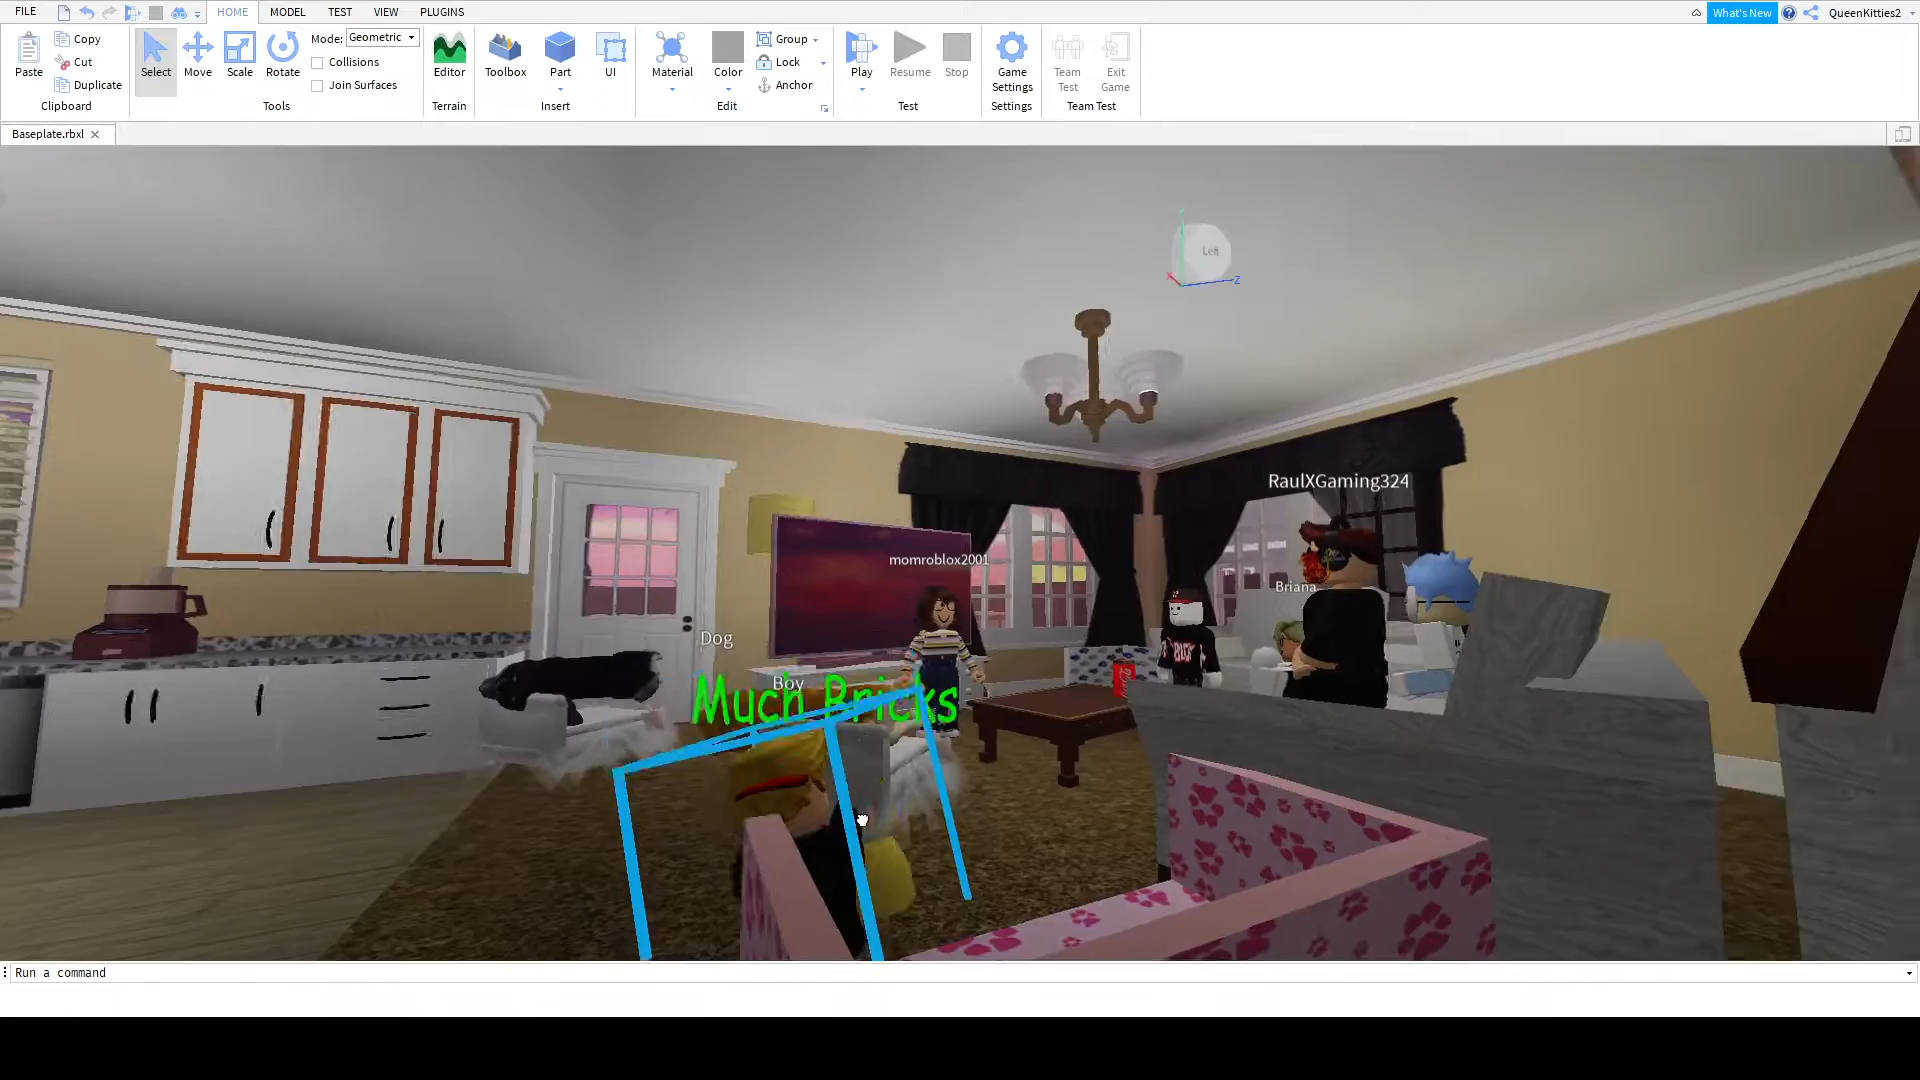 FILE HOME MODEL TEST VIEW PLUGINS What's New QueenKitties2
Copy
Cut
Duplicate
Paste
Clipboard
Select Move Scale Rotate
Mode: Geometric
Collisions
Join Surfaces
Tools
Editor
Terrain
Toolbox Part UI
Insert
Material Color
Group
Lock
Anchor
Edit
Play Resume Stop
Test
Game Settings
Settings
Team Test
Exit Game
Team Test
Baseplate.rbxl
Left
X
Z
RaulXGaming324
momroblox2001
Briana
Dog
Boy
Much Bricks
Run a command